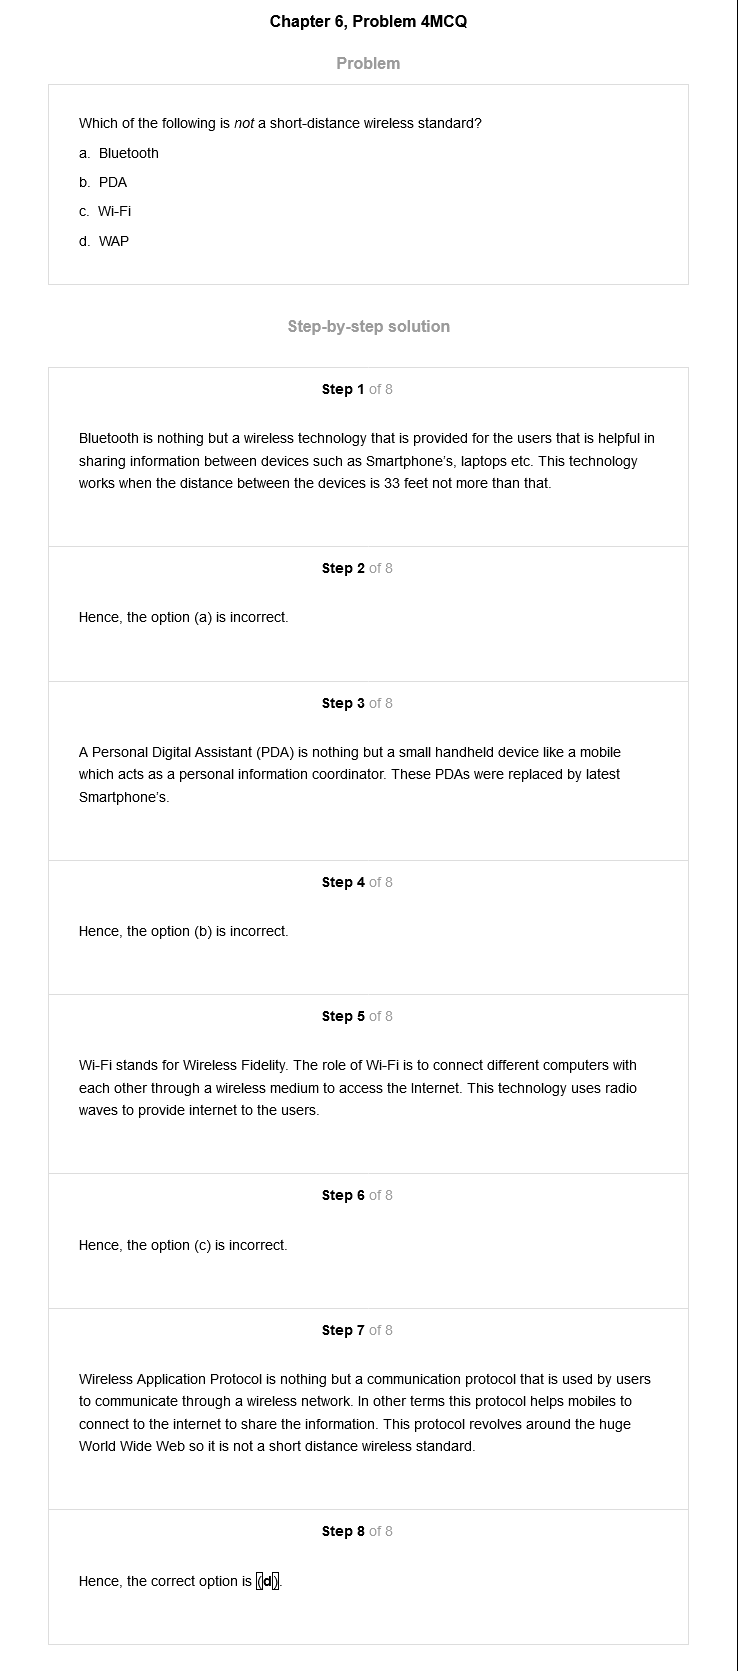 Chapter 6, Problem 4MCQ
Problem
Which of the following is not a short-distance wireless standard?
a. Bluetooth
b. PDA
c. Wi-Fi
d. WAP
Step-by-step solution
Step 1 of 8
Bluetooth is nothing but a wireless technology that is provided for the users that is helpful in
sharing information between devices such as Smartphone's, laptops etc. This technology
works when the distance between the devices is 33 feet not more than that.
Step 2 of 8
Hence, the option (a) is incorrect.
Step 3 of 8
A Personal Digital Assistant (PDA) is nothing but a small handheld device like a mobile
which acts as a personal information coordinator. These PDAs were replaced by latest
Smartphone's.
Step 4 of 8
Hence, the option (b) is incorrect.
Step 5 of 8
Wi-Fi stands for Wireless Fidelity. The role of Wi-Fi is to connect different computers with
each other through a wireless medium to access the Internet. This technology uses radio
waves to provide internet to the users.
Step 6 of 8
Hence, the option (c) is incorrect.
Step 7 of 8
Wireless Application Protocol is nothing but a communication protocol that is used by users
to communicate through a wireless network. In other terms this protocol helps mobiles to
connect to the internet to share the information. This protocol revolves around the huge
World Wide Web so it is not a short distance wireless standard.
Step 8 of 8
Hence, the correct option is (d).